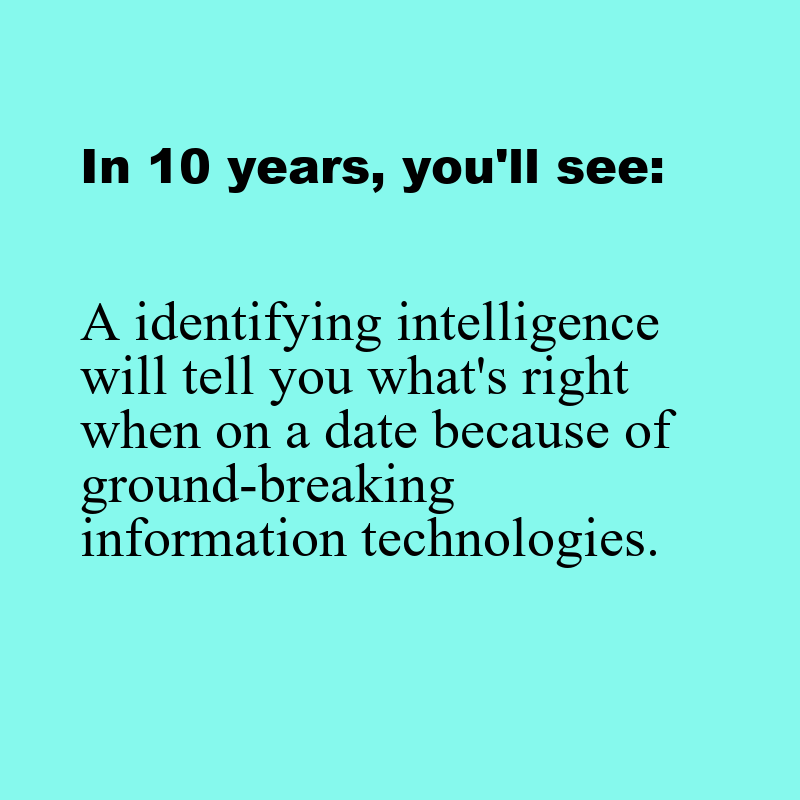 In 10 years, you'll see:
A identifying intelligence
will tell you what's right
when on a date because of
ground-breaking
information technologies.